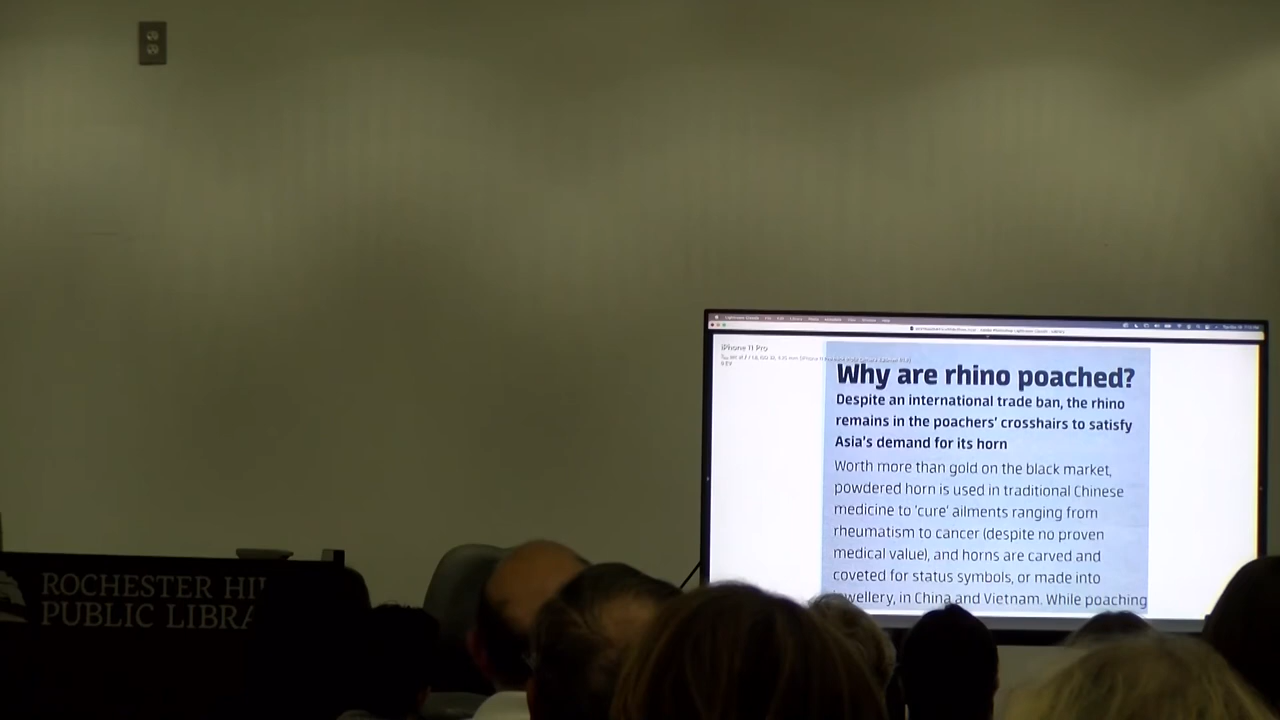 iPhone 11 Pro
Why are rhino poached?
Despite an international trade ban, the rhino
remains in the poachers' crosshairs to satisfy
Asia's demand for its horn
Worth more than gold on the black market,
powdered horn is used in traditional Chinese
medicine to 'cure' ailments ranging from
rheumatism to cancer (despite no proven
medical value), and horns are carved and
coveted for status symbols, or made into
wellery, in China and Vietnam. While poaching
ROCHESTER HIL
PUBLIC LIBRA